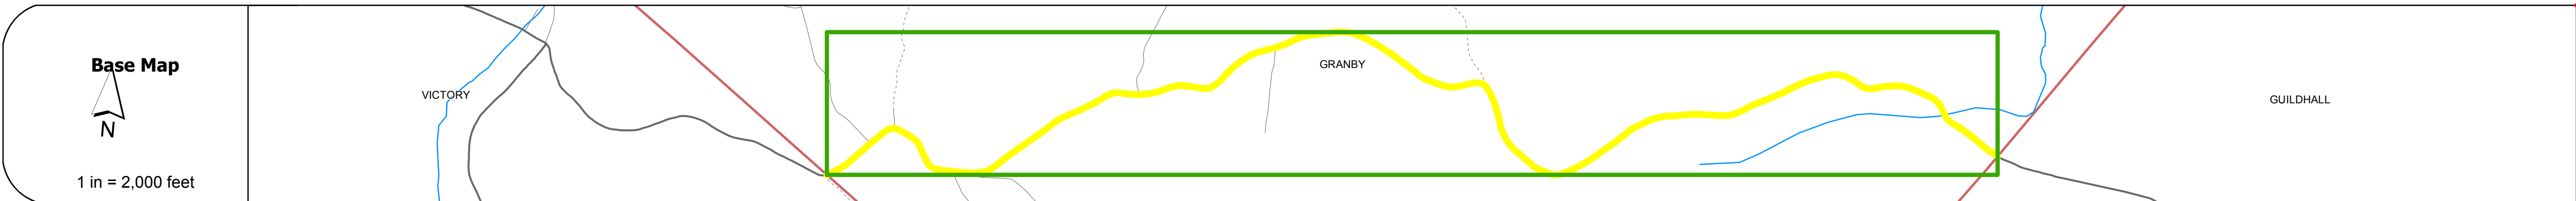 Base Map
N
1 in = 2,000 feet
VICTORY
GRANBY
GUILDHALL